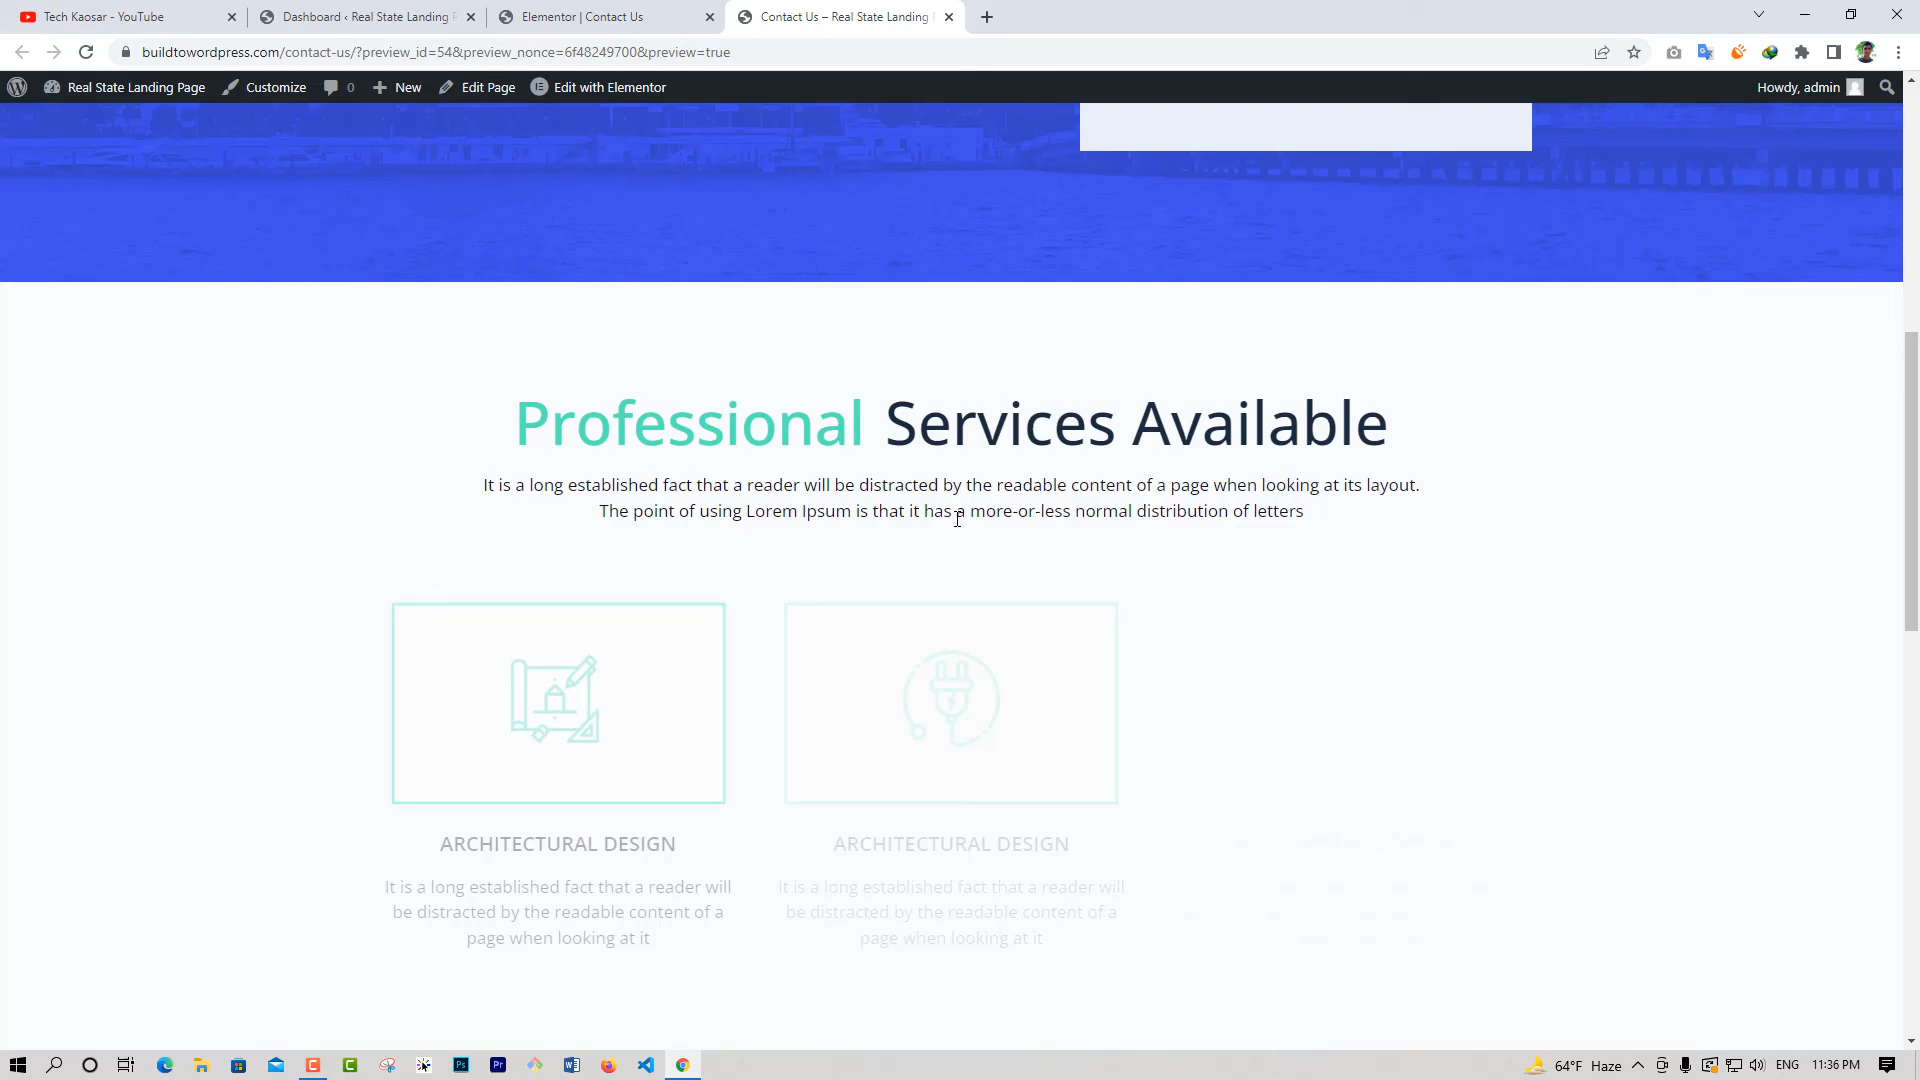 Tech Kaosar - YouTube
Dashboard ‹ Real State Landing P
Elementor | Contact Us
Contact Us – Real State Landing
buildtowordpress.com/contact-us/?preview_id=54&preview_nonce=6f48249700&preview=true
Real State Landing Page
Customize
0
New
Edit Page
Edit with Elementor
Howdy, admin
Professional Services Available
It is a long established fact that a reader will be distracted by the readable content of a page when looking at its layout.
The point of using Lorem Ipsum is that it has a more-or-less normal distribution of letters
ARCHITECTURAL DESIGN
It is a long established fact that a reader will
be distracted by the readable content of a
page when looking at it
ARCHITECTURAL DESIGN
It is a long established fact that a reader will
be distracted by the readable content of a
page when looking at it
64°F Haze
ENG
11:36 PM